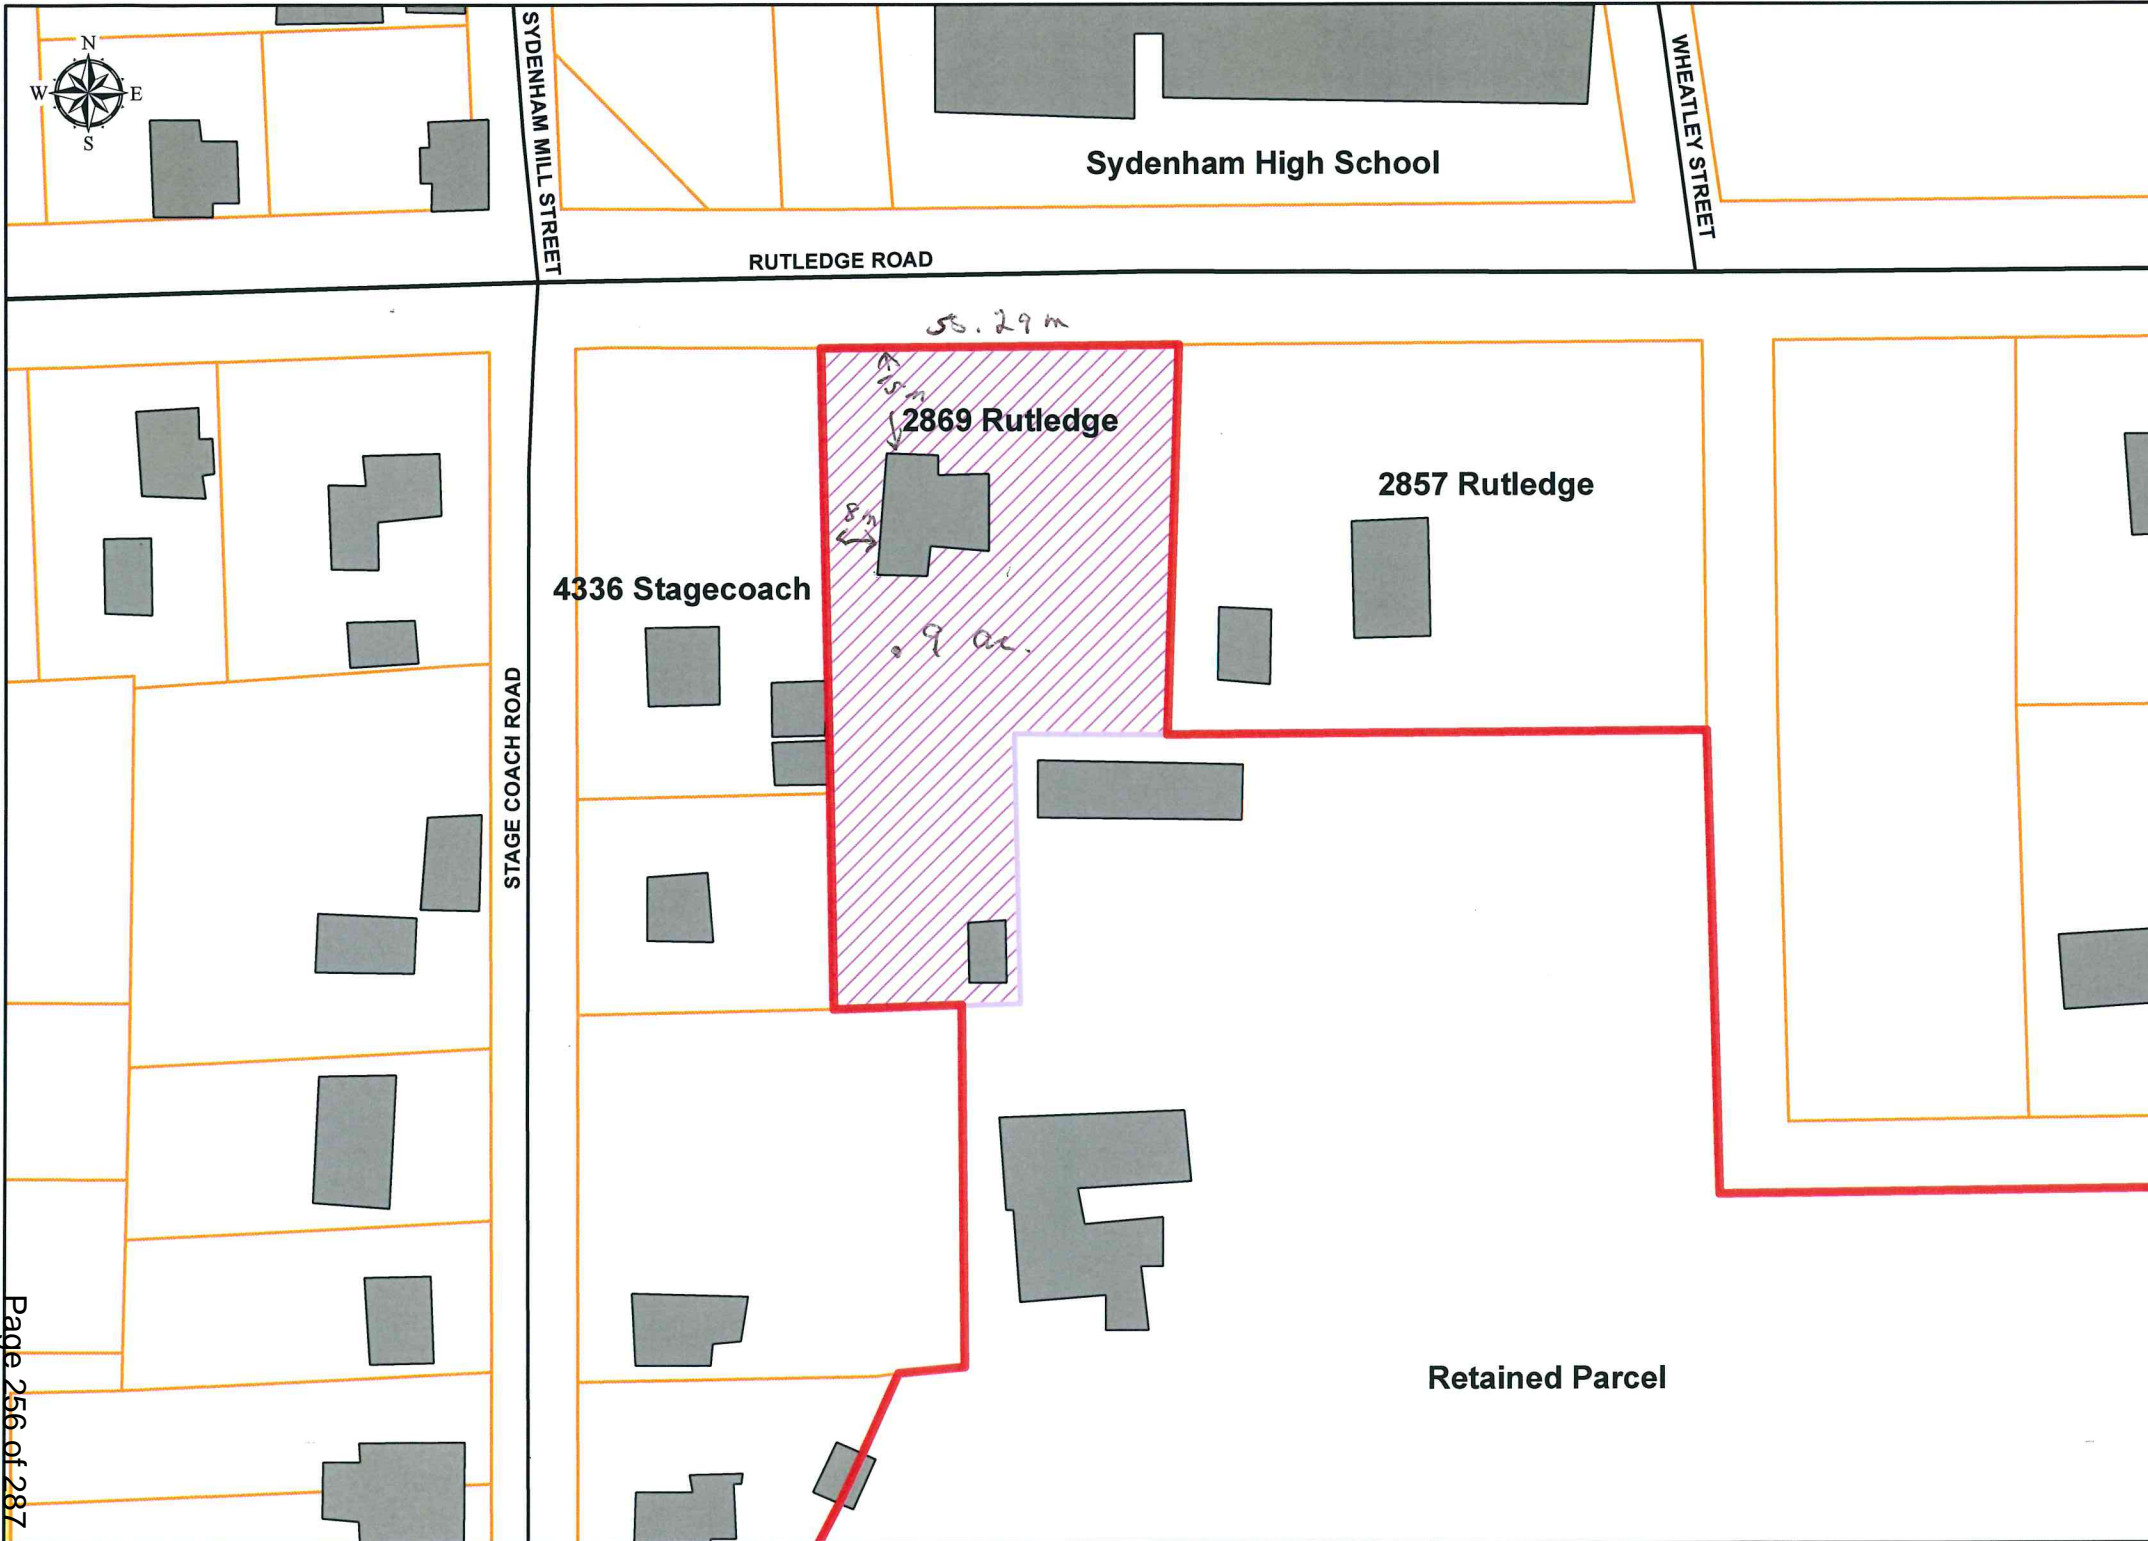 N
W E
S
SYDENHAM MILL STREET
WHEATLEY STREET
Sydenham High School
RUTLEDGE ROAD
55.29 m
15 m
2869 Rutledge
2857 Rutledge
8 m
4336 Stagecoach
.9 ac.
STAGE COACH ROAD
Retained Parcel
Page 256 of 287